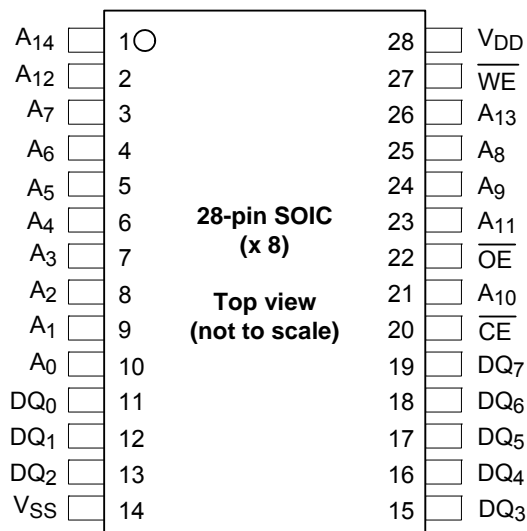 A14 1 28 VDD
A12 2 27 WE
A7 3 26 A13
A6 4 25 A8
A5 5 24 A9
A4 6 23 A11
A3 7 22 OE
A2 8 21 A10
A1 9 20 CE
A0 10 19 DQ7
DQ0 11 18 DQ6
DQ1 12 17 DQ5
DQ2 13 16 DQ4
VSS 14 15 DQ3
28-pin SOIC
(x 8)
Top view
(not to scale)